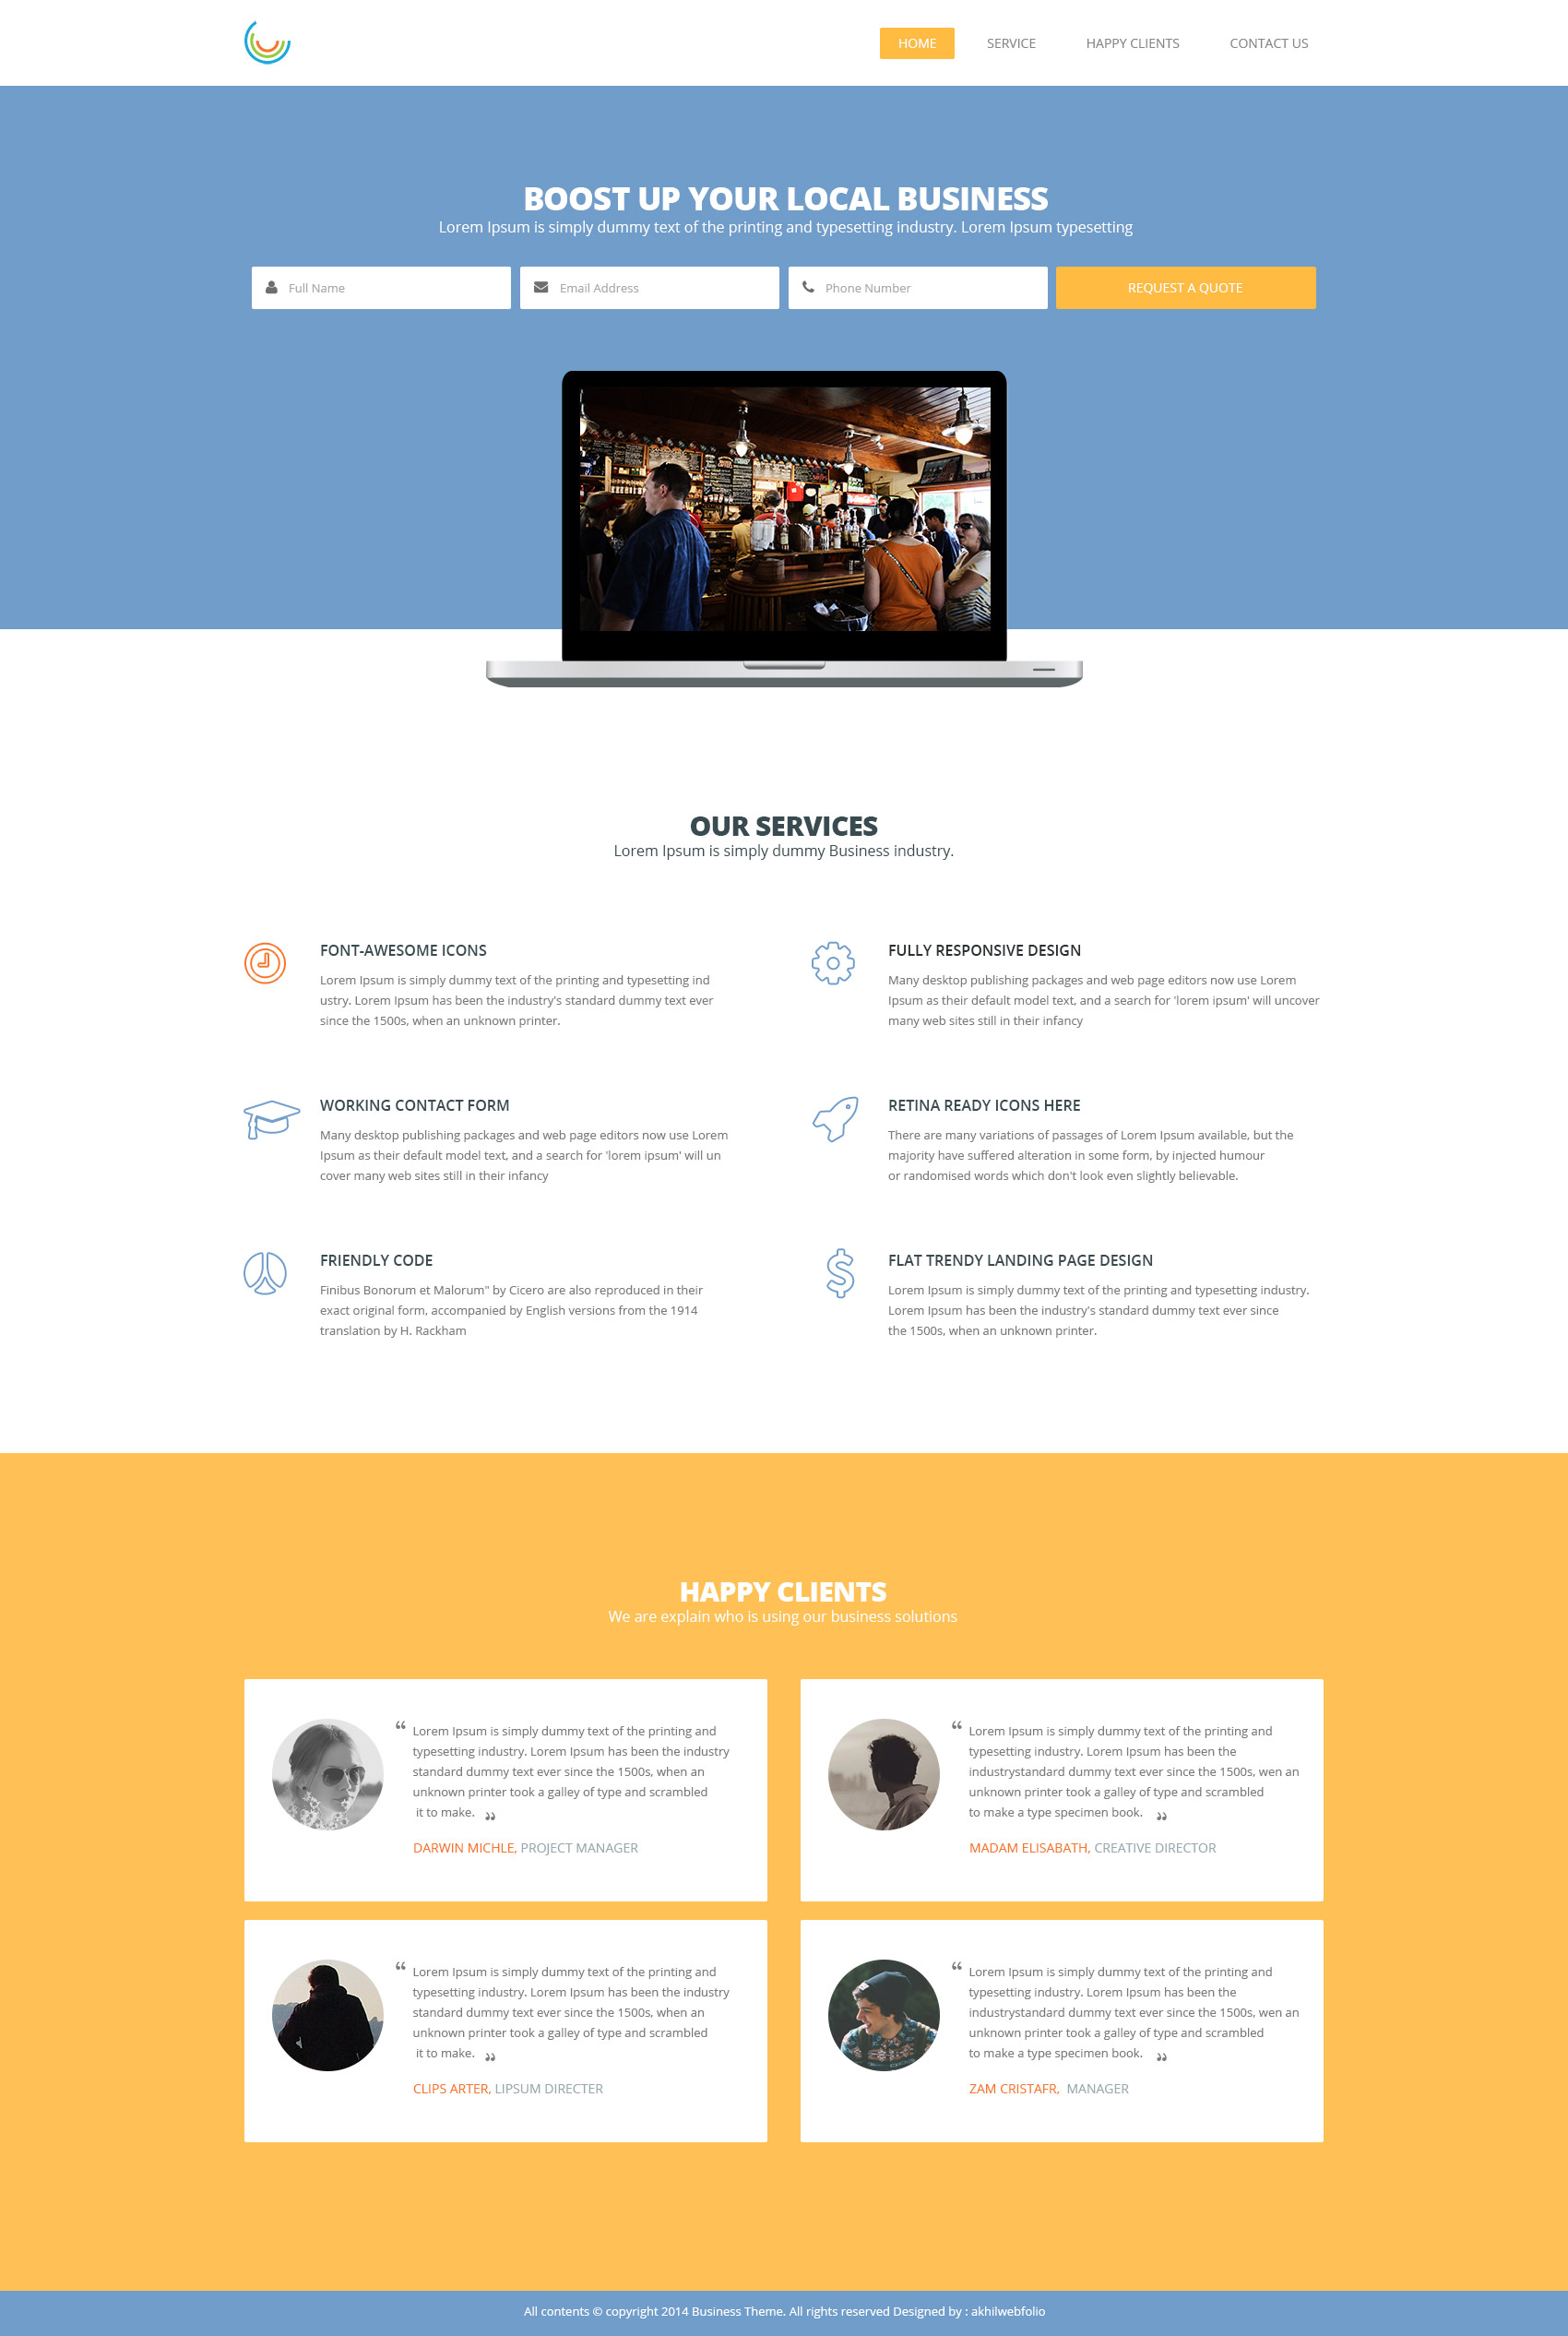 HOME
SERVICE
HAPPY CLIENTS
CONTACT US
BOOST UP YOUR LOCAL BUSINESS
Lorem Ipsum is simply dummy text of the printing and typesetting industry. Lorem Ipsum typesetting
Full Name
Email Address
Phone Number
REQUEST A QUOTE
OUR SERVICES
Lorem Ipsum is simply dummy Business industry.
FONT-AWESOME ICONS
Lorem Ipsum is simply dummy text of the printing and typesetting ind
ustry. Lorem Ipsum has been the industry's standard dummy text ever
since the 1500s, when an unknown printer.
FULLY RESPONSIVE DESIGN
Many desktop publishing packages and web page editors now use Lorem
Ipsum as their default model text, and a search for 'lorem ipsum' will uncover
many web sites still in their infancy
WORKING CONTACT FORM
Many desktop publishing packages and web page editors now use Lorem
Ipsum as their default model text, and a search for 'lorem ipsum' will un
cover many web sites still in their infancy
RETINA READY ICONS HERE
There are many variations of passages of Lorem Ipsum available, but the
majority have suffered alteration in some form, by injected humour
or randomised words which don't look even slightly believable.
FRIENDLY CODE
Finibus Bonorum et Malorum" by Cicero are also reproduced in their
exact original form, accompanied by English versions from the 1914
translation by H. Rackham
FLAT TRENDY LANDING PAGE DESIGN
Lorem Ipsum is simply dummy text of the printing and typesetting industry.
Lorem Ipsum has been the industry's standard dummy text ever since
the 1500s, when an unknown printer.
HAPPY CLIENTS
We are explain who is using our business solutions
“ Lorem Ipsum is simply dummy text of the printing and
typesetting industry. Lorem Ipsum has been the industry
standard dummy text ever since the 1500s, when an
unknown printer took a galley of type and scrambled
it to make. ”
DARWIN MICHLE, PROJECT MANAGER
“ Lorem Ipsum is simply dummy text of the printing and
typesetting industry. Lorem Ipsum has been the
industrystandard dummy text ever since the 1500s, wen an
unknown printer took a galley of type and scrambled
to make a type specimen book. ”
MADAM ELISABATH, CREATIVE DIRECTOR
“ Lorem Ipsum is simply dummy text of the printing and
typesetting industry. Lorem Ipsum has been the industry
standard dummy text ever since the 1500s, when an
unknown printer took a galley of type and scrambled
it to make. ”
CLIPS ARTER, LIPSUM DIRECTER
“ Lorem Ipsum is simply dummy text of the printing and
typesetting industry. Lorem Ipsum has been the
industrystandard dummy text ever since the 1500s, wen an
unknown printer took a galley of type and scrambled
to make a type specimen book. ”
ZAM CRISTAFR, MANAGER
All contents © copyright 2014 Business Theme. All rights reserved Designed by : akhilwebfolio